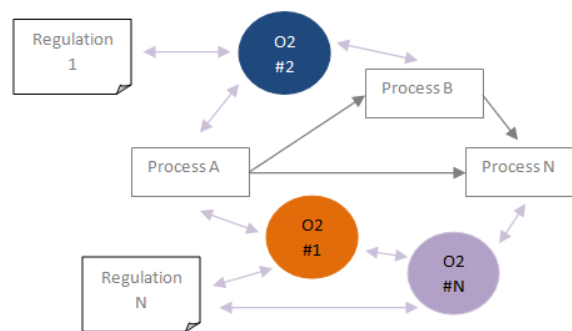 Regulation
1
O2
#2
Process B
Process A
Process N
O2
#1
O2
#N
Regulation
N